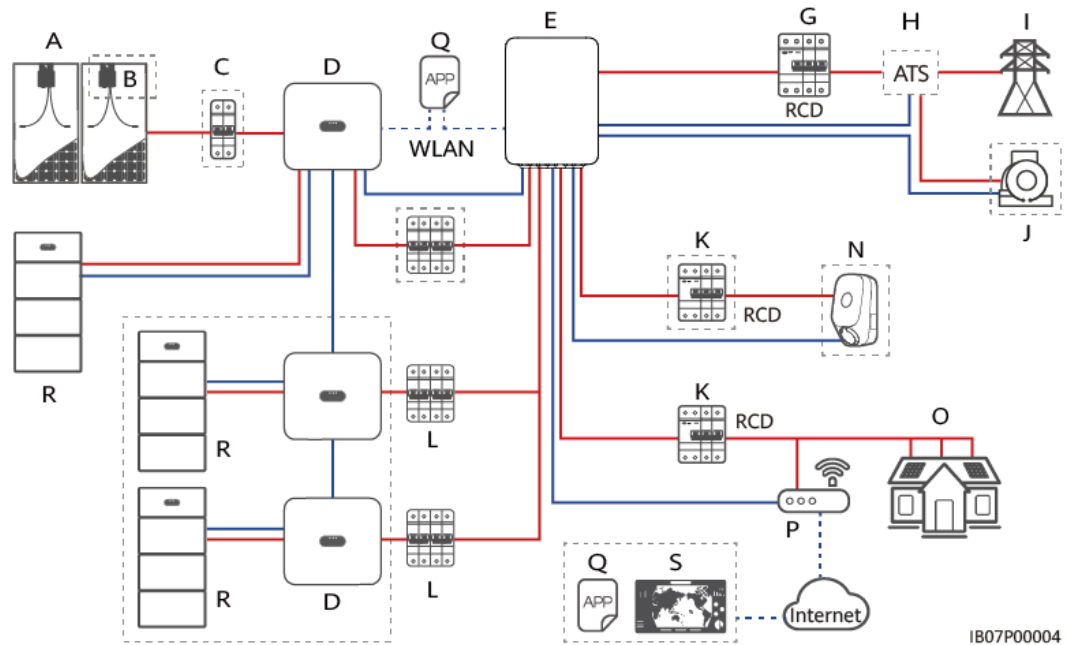 A
B
C
D
Q
APP
WLAN
E
G
RCD
H
ATS
I
J
R
K
RCD
N
R
L
K
RCD
O
R
D
L
P
Q
APP
S
Internet
IB07P00004